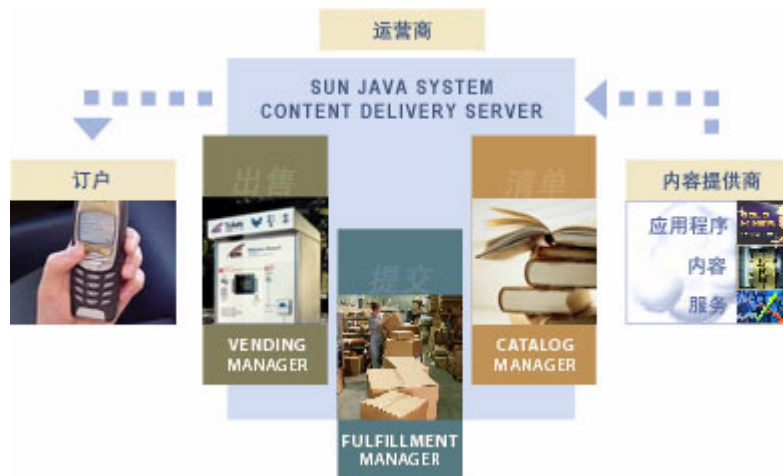 运营商
SUN JAVA SYSTEM
CONTENT DELIVERY SERVER
订户
出售
VENDING
MANAGER
提交
FULFILLMENT
MANAGER
清单
CATALOG
MANAGER
内容提供商
应用程序
内容
服务